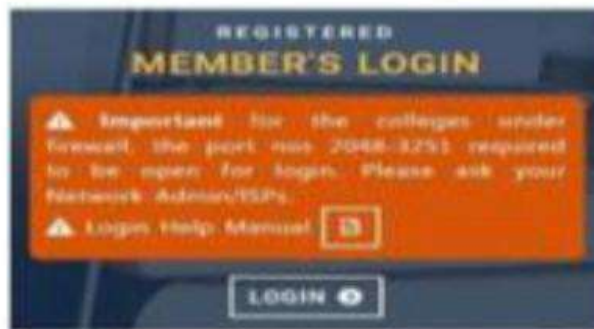 REGISTERED
MEMBER'S LOGIN
Important for the colleges under
firewall, the port nos 2048-3251 required
to be open for login. Please ask your
Network Admin/ISPs.
Login Help Manual
LOGIN